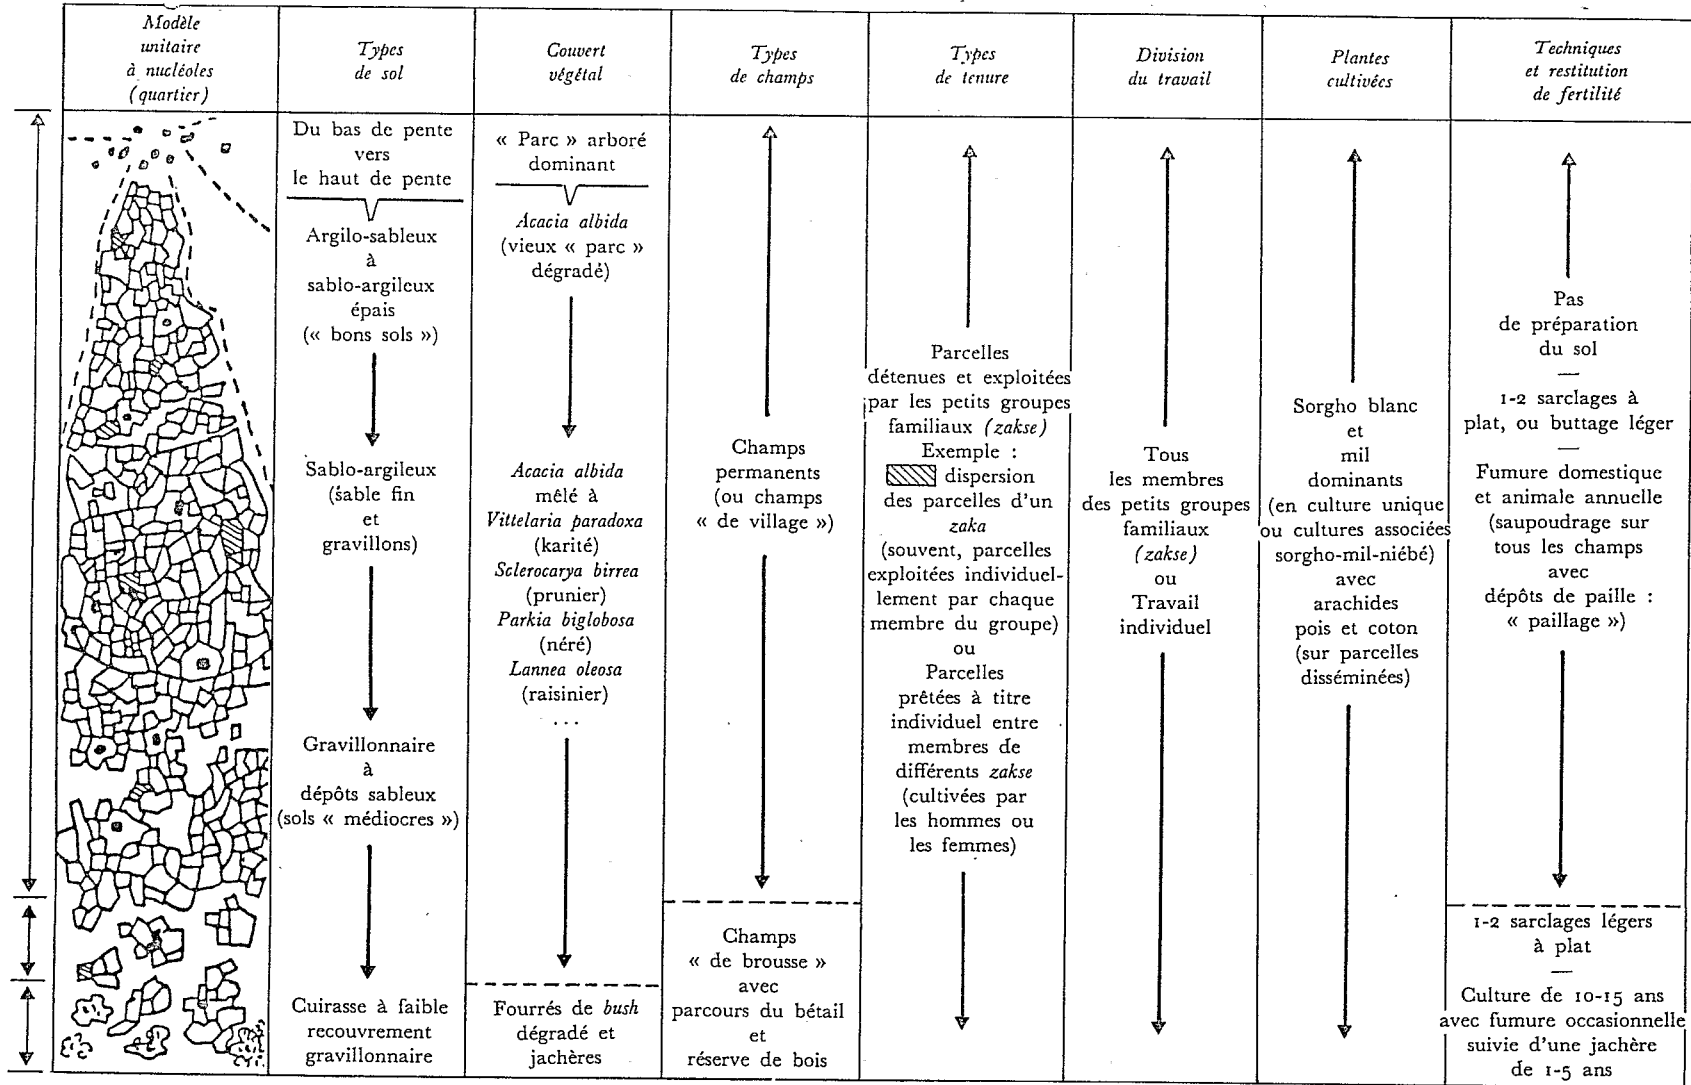 Modèle
unitaire
à nucléoles
(quartier)
Types
de sol
Couvert
végétal
Types
de champs
Types
de tenure
Division
du travail
Plantes
cultivées
Techniques
et restitution
de fertilité
Du bas de pente
vers
le haut de pente
Argilo-sableux
à
sablo-argileux
épais
(« bons sols »)
Sablo-argileux
(sable fin
et
gravillons)
Gravillonnaire
à
dépôts sableux
(sols « médiocres »)
Cuirasse à faible
recouvrement
gravillonnaire
« Parc » arboré
dominant
Acacia albida
(vieux « parc »
dégradé)
Acacia albida
mêlé à
Vittelaria paradoxa
(karité)
Sclerocarya birrea
(prunier)
Parkia biglobosa
(néré)
Lannea oleosa
(raisinier)
...
Fourrés de bush
dégradé et
jachères
Champs
permanents
(ou champs
« de village »)
Champs
« de brousse »
avec
parcours du bétail
et
réserve de bois
Parcelles
détenues et exploitées
par les petits groupes
familiaux (zakse)
Exemple :
dispersion
des parcelles d'un
zaka
(souvent, parcelles
exploitées individuel-
lement par chaque
membre du groupe)
ou
Parcelles
prêtées à titre
individuel entre
membres de
différents zakse
(cultivées par
les hommes ou
les femmes)
Tous
les membres
des petits groupes
familiaux
(zakse)
ou
Travail
individuel
Sorgho blanc
et
mil
dominants
(en culture unique
ou cultures associées
sorgho-mil-niébé)
avec
arachides
pois et coton
(sur parcelles
disséminées)
Pas
de préparation
du sol
—
1-2 sarclages à
plat, ou buttage léger
—
Fumure domestique
et animale annuelle
(saupoudrage sur
tous les champs
avec
dépôts de paille :
« paillage »)
1-2 sarclages légers
à plat
—
Culture de 10-15 ans
avec fumure occasionnelle
suivie d'une jachère
de 1-5 ans